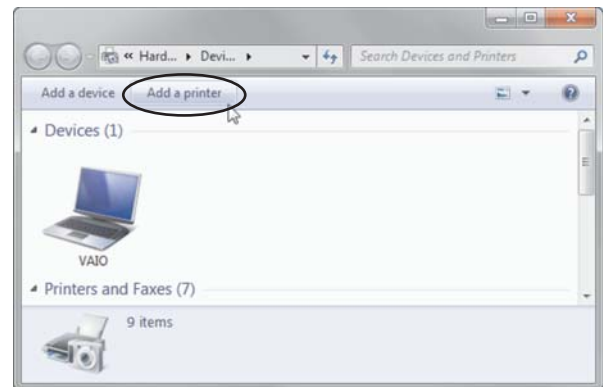 « Hard... ▸ Devi... ▸ Search Devices and Printers
Add a device Add a printer
Devices (1)
VAIO
Printers and Faxes (7)
9 items